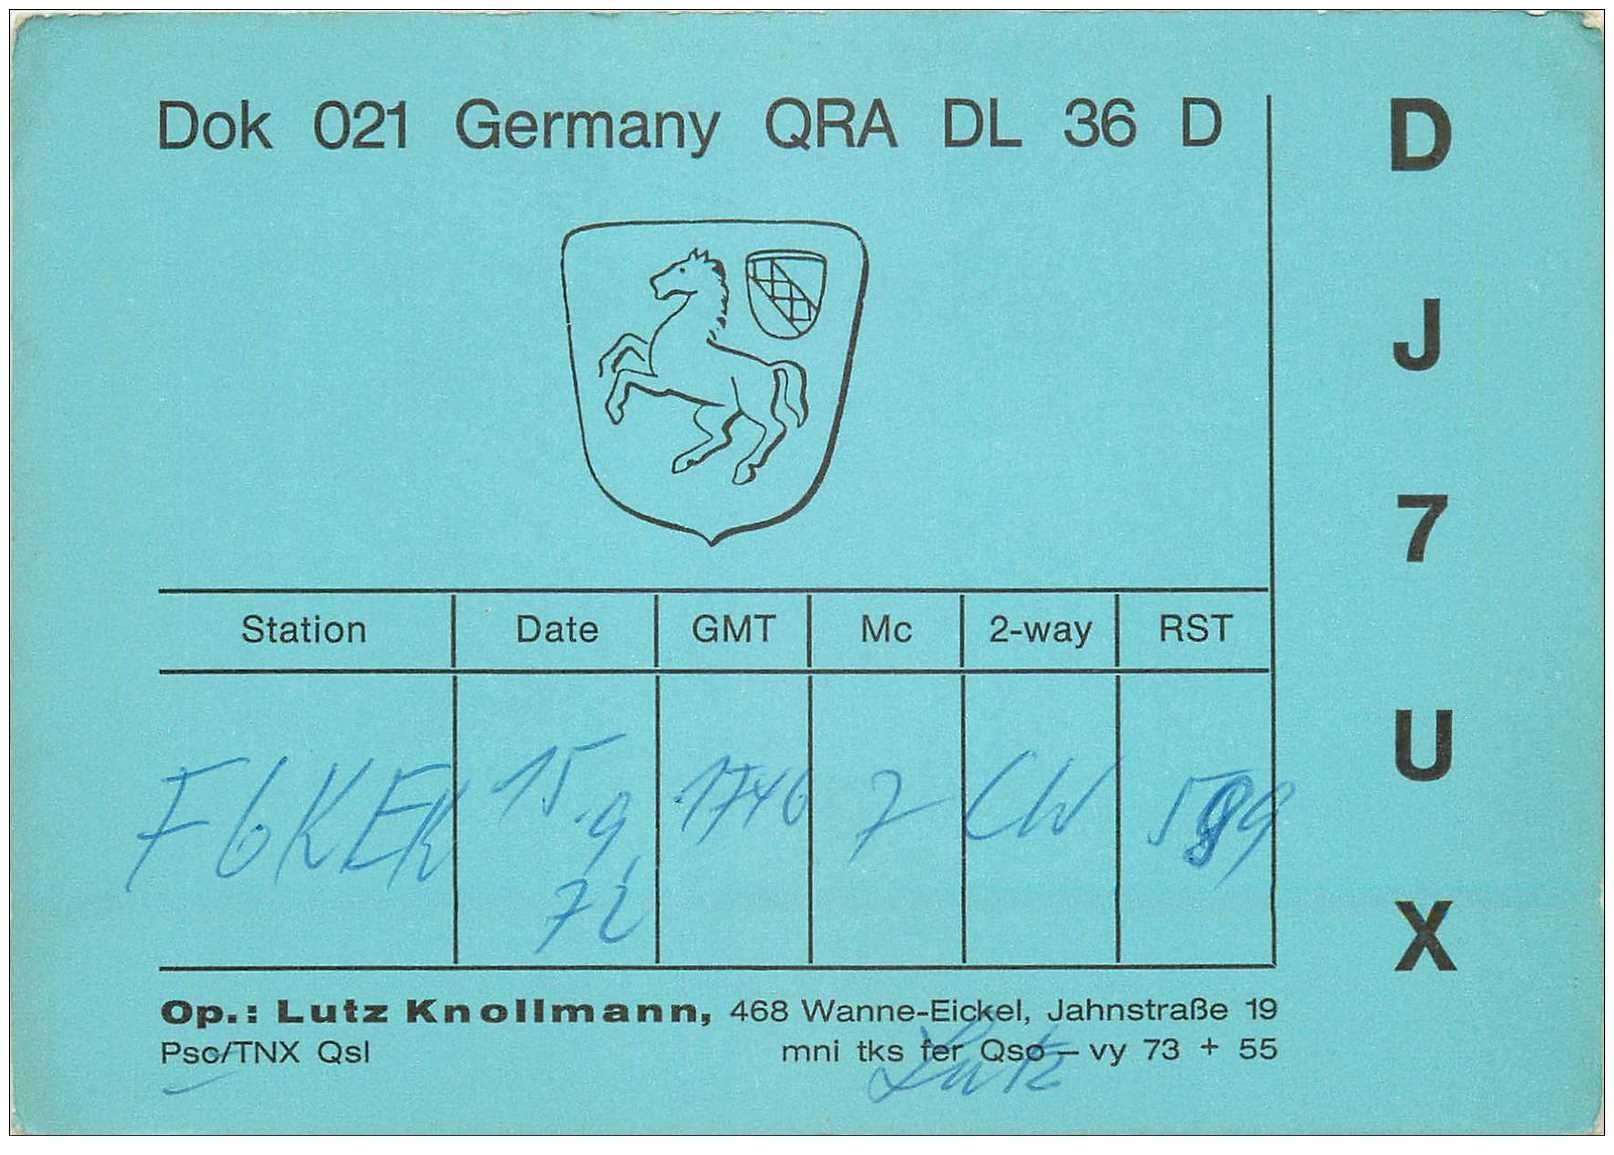 Dok 021 Germany QRA DL 36 D
D
J
7
U
X
Station Date GMT Mc 2-way RST
F6KEK 15.9. 1746 7 CW 599
72
Op.: Lutz Knollmann, 468 Wanne-Eickel, Jahnstraße 19
Pse/TNX Qsl mni tks fer Qso – vy 73 + 55
Lutz